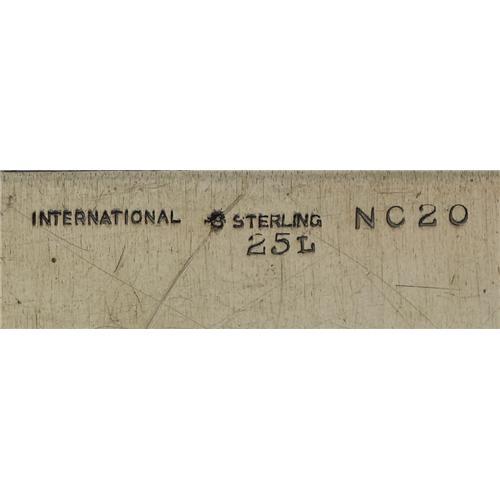 INTERNATIONAL STERLING NC20
25L